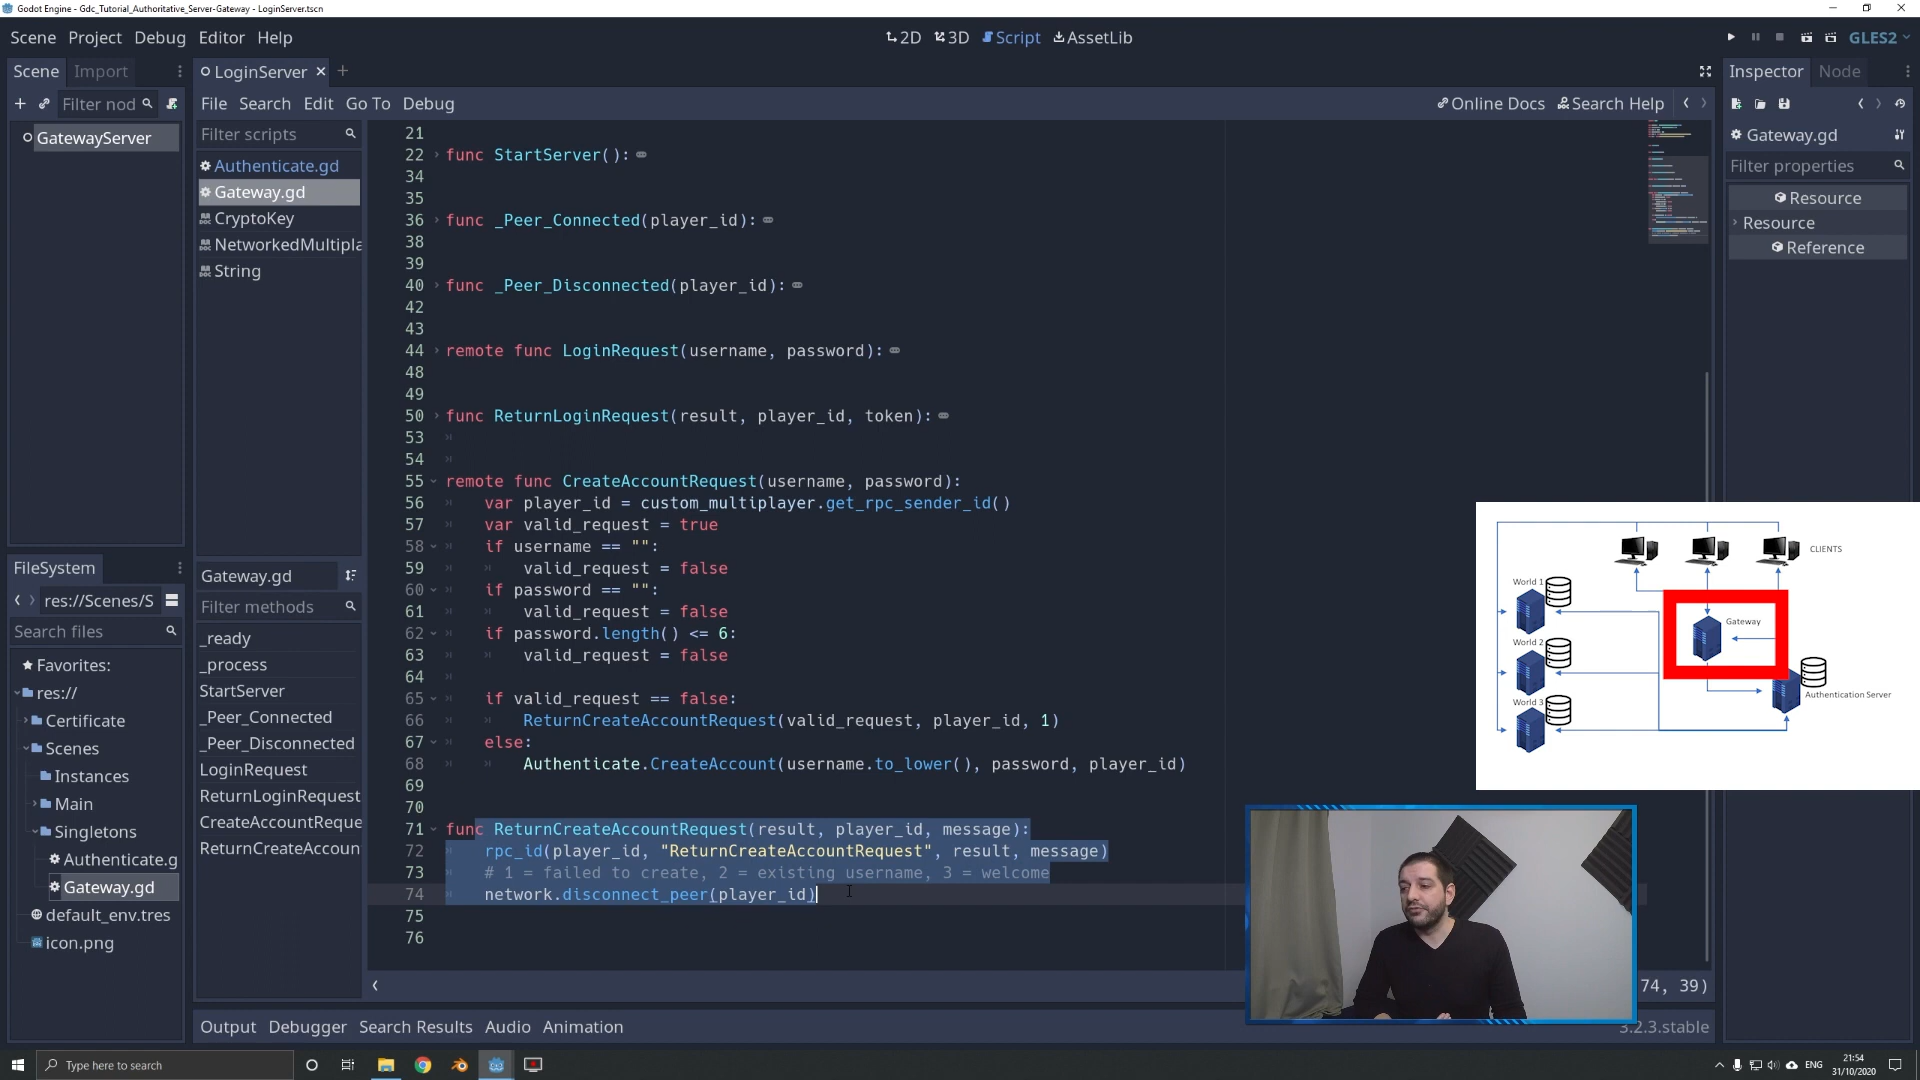 Godot Engine - Gdc_Tutorial_Authoritative_Server-Gateway - LoginServer.tscn
Scene Project Debug Editor Help
2D 3D Script AssetLib
GLES2
Scene Import
LoginServer
Inspector Node
Filter nod
File Search Edit Go To Debug
Online Docs Search Help
GatewayServer
Filter scripts
Authenticate.gd
Gateway.gd
CryptoKey
NetworkedMultipla
String
Gateway.gd
Filter properties
Resource
Resource
Reference
21
22 func StartServer():
34
35
36 func _Peer_Connected(player_id):
38
39
40 func _Peer_Disconnected(player_id):
42
43
44 remote func LoginRequest(username, password):
48
49
50 func ReturnLoginRequest(result, player_id, token):
53
54
55 remote func CreateAccountRequest(username, password):
56 var player_id = custom_multiplayer.get_rpc_sender_id()
57 var valid_request = true
58 if username == "":
59 valid_request = false
60 if password == "":
61 valid_request = false
62 if password.length() <= 6:
63 valid_request = false
64
65 if valid_request == false:
66 ReturnCreateAccountRequest(valid_request, player_id, 1)
67 else:
68 Authenticate.CreateAccount(username.to_lower(), password, player_id)
69
70
71 func ReturnCreateAccountRequest(result, player_id, message):
72 rpc_id(player_id, "ReturnCreateAccountRequest", result, message)
73 # 1 = failed to create, 2 = existing username, 3 = welcome
74 network.disconnect_peer(player_id)
75
76
FileSystem
res://Scenes/S
Search files
Favorites:
res://
Certificate
Scenes
Instances
Main
Singletons
Authenticate.g
Gateway.gd
default_env.tres
icon.png
Gateway.gd
Filter methods
_ready
_process
StartServer
_Peer_Connected
_Peer_Disconnected
LoginRequest
ReturnLoginRequest
CreateAccountReque
ReturnCreateAccoun
CLIENTS
World 1
Gateway
World 2
Authentication Server
World 3
74, 39)
Output Debugger Search Results Audio Animation
3.2.3.stable
Type here to search
ENG
21:54
31/10/2020